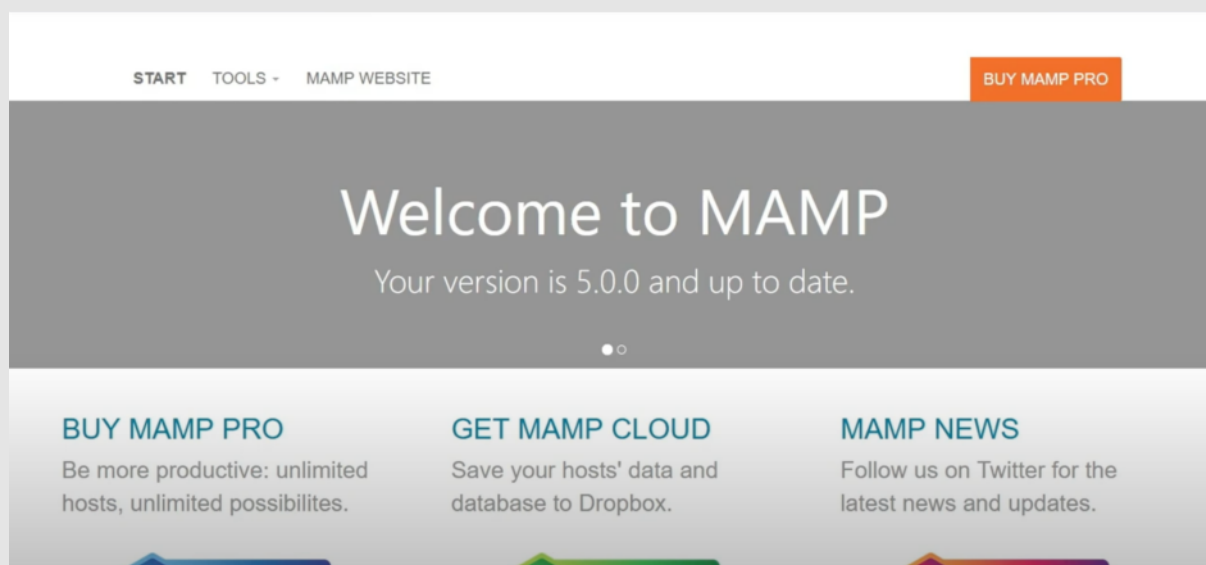 START TOOLS MAMP WEBSITE BUY MAMP PRO
Welcome to MAMP
Your version is 5.0.0 and up to date.
BUY MAMP PRO
Be more productive: unlimited
hosts, unlimited possibilites.
GET MAMP CLOUD
Save your hosts' data and
database to Dropbox.
MAMP NEWS
Follow us on Twitter for the
latest news and updates.